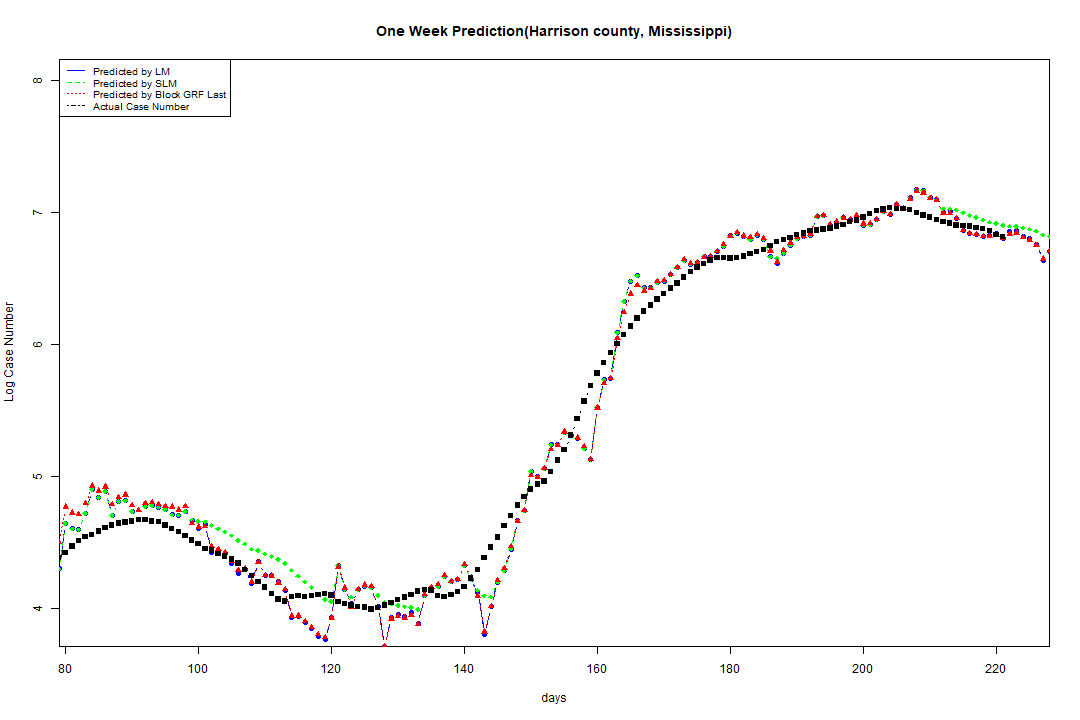 One Week Prediction(Harrison county, Mississippi)
Predicted by LM
Predicted by SLM
Predicted by Block GRF Last
Actual Case Number
8
7
6
5
4
Log Case Number
80 100 120 140 160 180 200 220
days